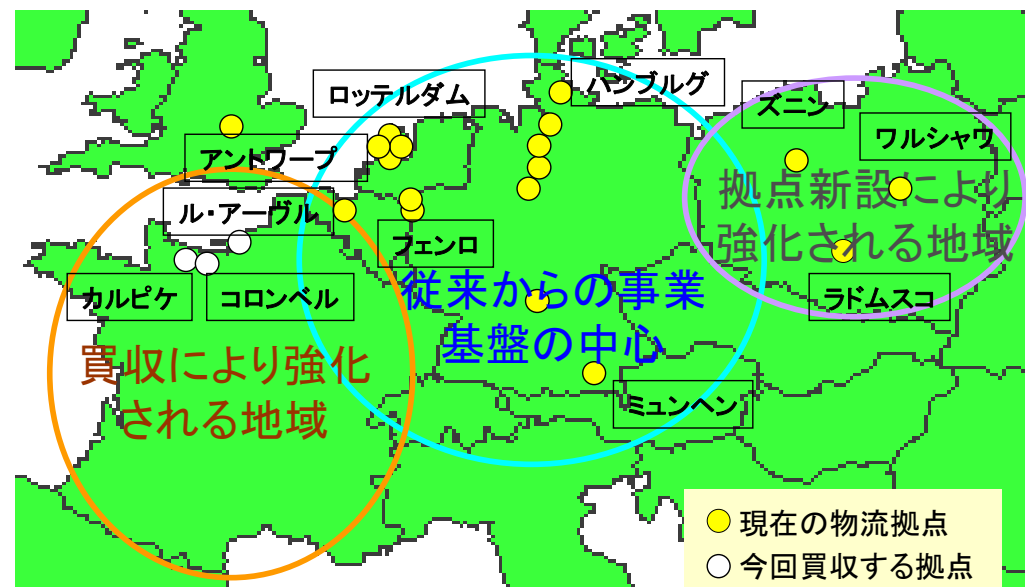 ロッテルダム
ハンブルグ
ズニン
ワルシャウ
アントワープ
ル・アーヴル
フェンロ
カルピケ
コロンベル
ラドムスコ
ミュンヘン
拠点新設により
強化される地域
従来からの事業
基盤の中心
買収により強化
される地域
現在の物流拠点
今回買収する拠点